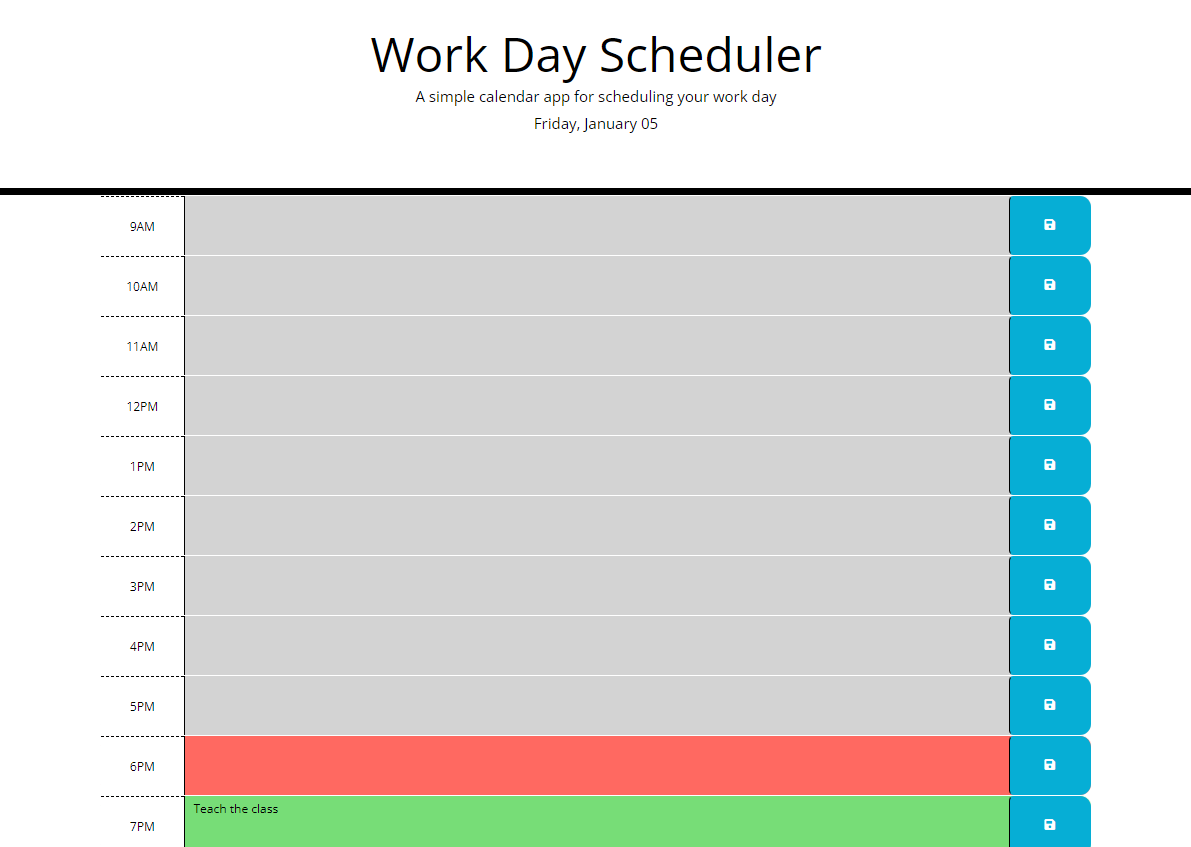 Work Day Scheduler
A simple calendar app for scheduling your work day
Friday, January 05
9AM
10AM
11AM
12PM
1PM
2PM
3PM
4PM
5PM
6PM
Teach the class
7PM